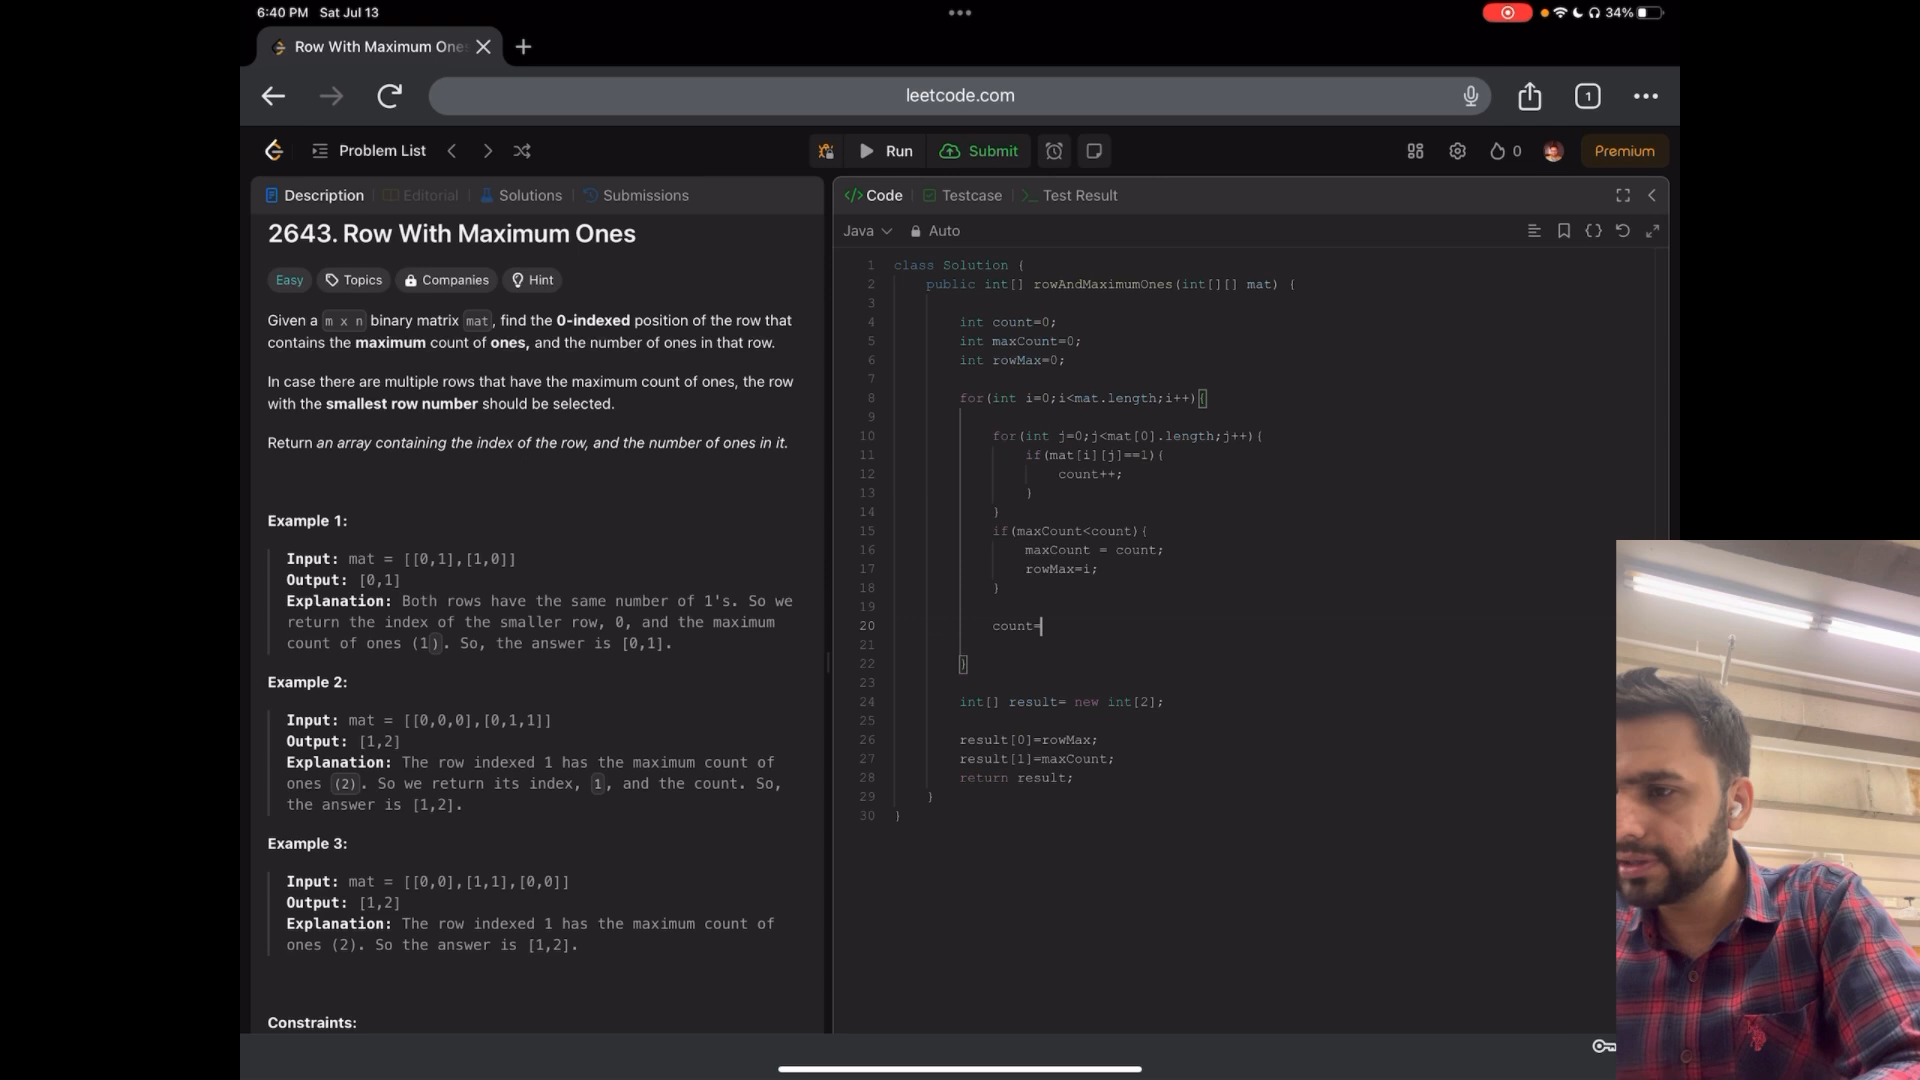 6:40 PM Sat Jul 13
34%
Row With Maximum One
leetcode.com
1
Problem List
Run
Submit
0
Premium
Description
Editorial
Solutions
Submissions
2643. Row With Maximum Ones
Easy
Topics
Companies
Hint
Given a m x n binary matrix mat, find the 0-indexed position of the row that
contains the maximum count of ones, and the number of ones in that row.
In case there are multiple rows that have the maximum count of ones, the row
with the smallest row number should be selected.
Return an array containing the index of the row, and the number of ones in it.
Example 1:
Input: mat = [[0,1],[1,0]]
Output: [0,1]
Explanation: Both rows have the same number of 1's. So we
return the index of the smaller row, 0, and the maximum
count of ones (1). So, the answer is [0,1].
Example 2:
Input: mat = [[0,0,0],[0,1,1]]
Output: [1,2]
Explanation: The row indexed 1 has the maximum count of
ones (2). So we return its index, 1, and the count. So,
the answer is [1,2].
Example 3:
Input: mat = [[0,0],[1,1],[0,0]]
Output: [1,2]
Explanation: The row indexed 1 has the maximum count of
ones (2). So the answer is [1,2].
Constraints:
</> Code
Testcase
>_ Test Result
Java
Auto
1 class Solution {
2 public int[] rowAndMaximumOnes(int[][] mat) {
3
4 int count=0;
5 int maxCount=0;
6 int rowMax=0;
7
8 for(int i=0;i<mat.length;i++){
9
10 for(int j=0;j<mat[0].length;j++){
11 if(mat[i][j]==1){
12 count++;
13 }
14 }
15 if(maxCount<count){
16 maxCount = count;
17 rowMax=i;
18 }
19
20 count=
21
22 }
23
24 int[] result= new int[2];
25
26 result[0]=rowMax;
27 result[1]=maxCount;
28 return result;
29 }
30 }